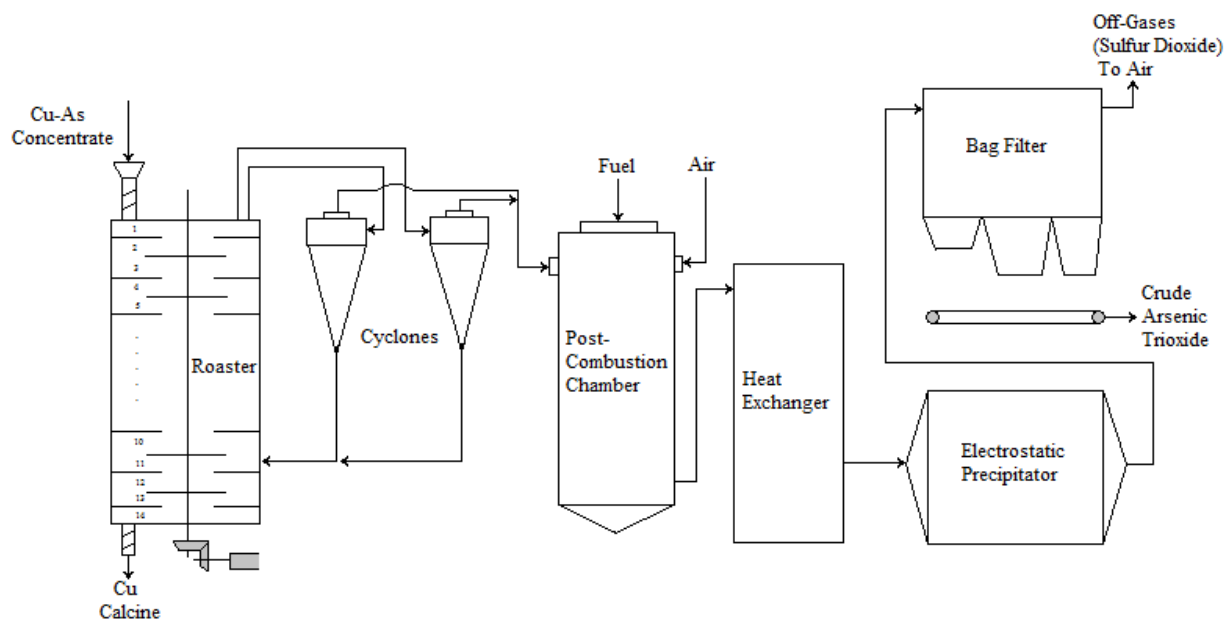 Off-Gases
(Sulfur Dioxide)
To Air
Cu-As
Concentrate
Fuel
Air
Bag Filter
1
2
3
4
5
Cyclones
Roaster
Post-
Combustion
Chamber
Heat
Exchanger
Crude
Arsenic
Trioxide
10
11
12
13
14
Electrostatic
Precipitator
Cu
Calcine